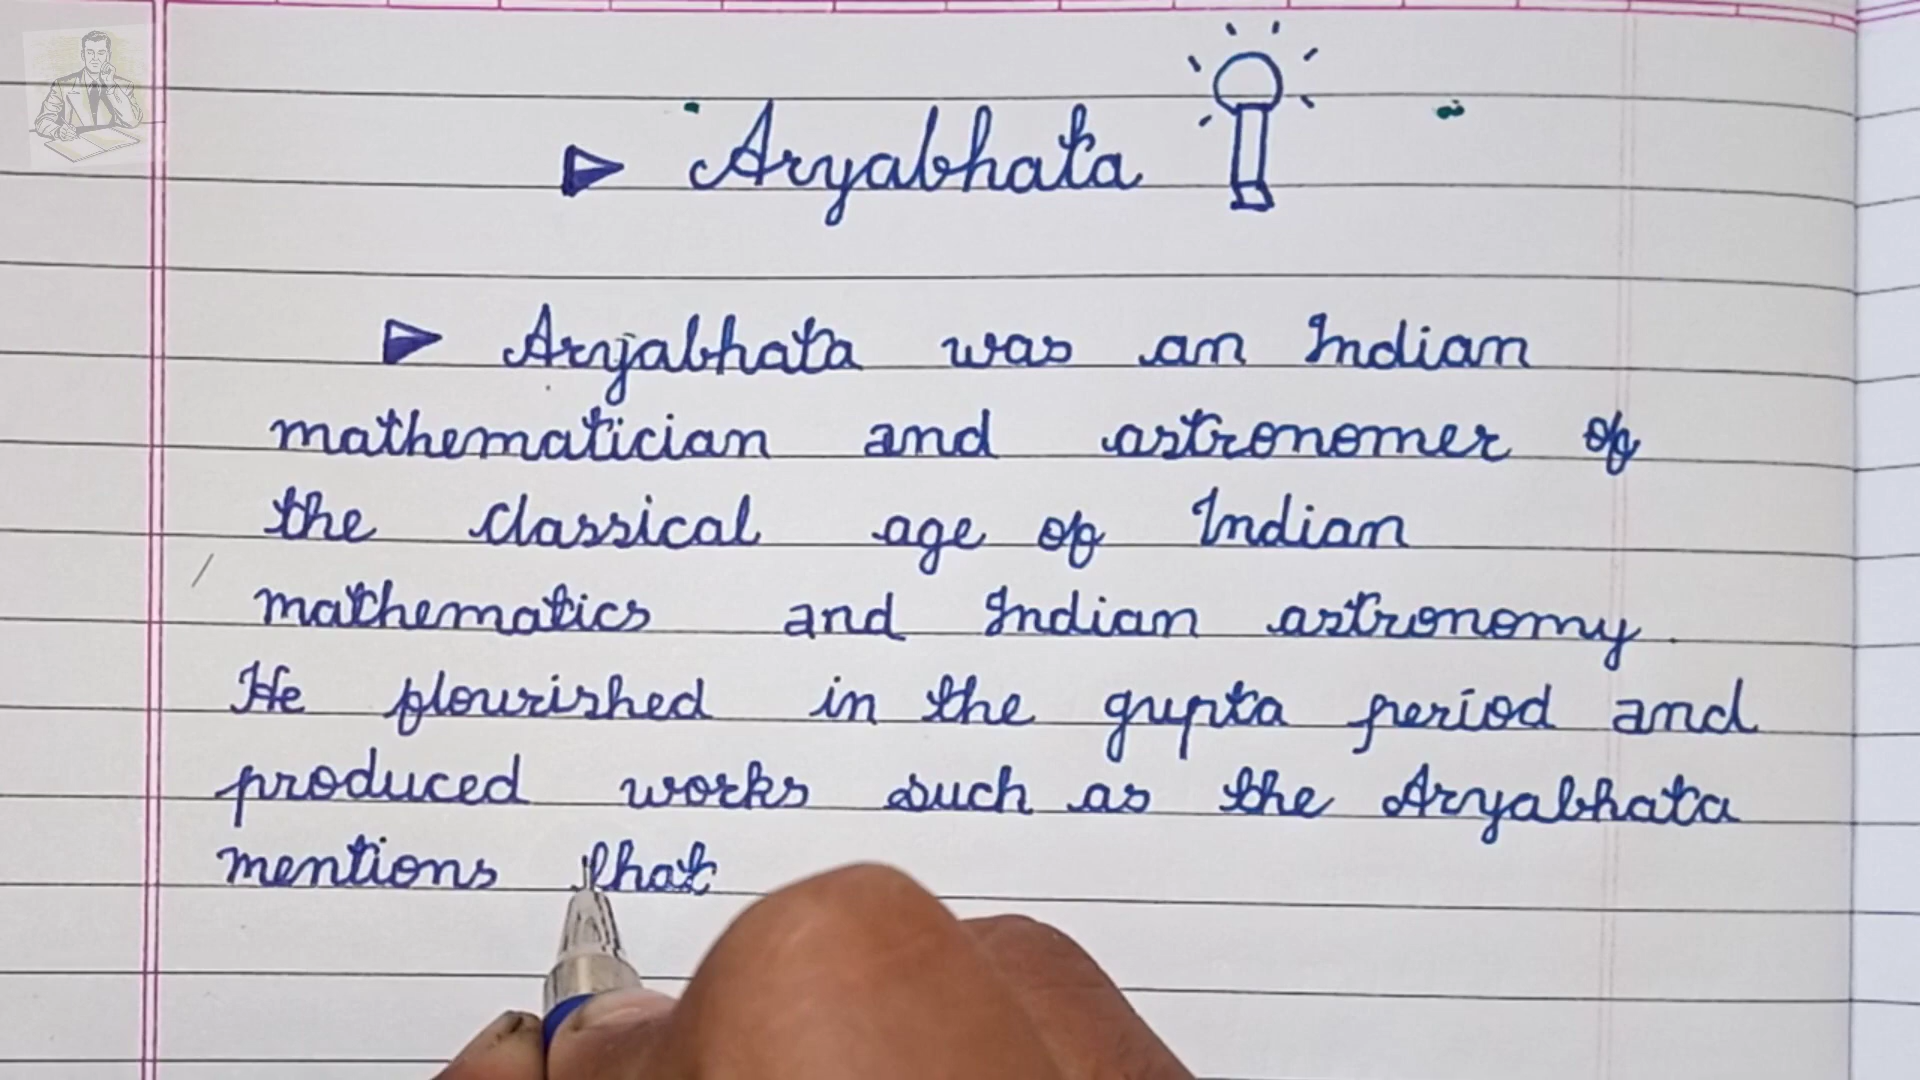 Aryabhata
Aryabhata was an Indian
mathematician and astronomer of
the classical age of Indian
mathematics and Indian astronomy.
He flourished in the gupta period and
produced works such as the Aryabhata
mentions that